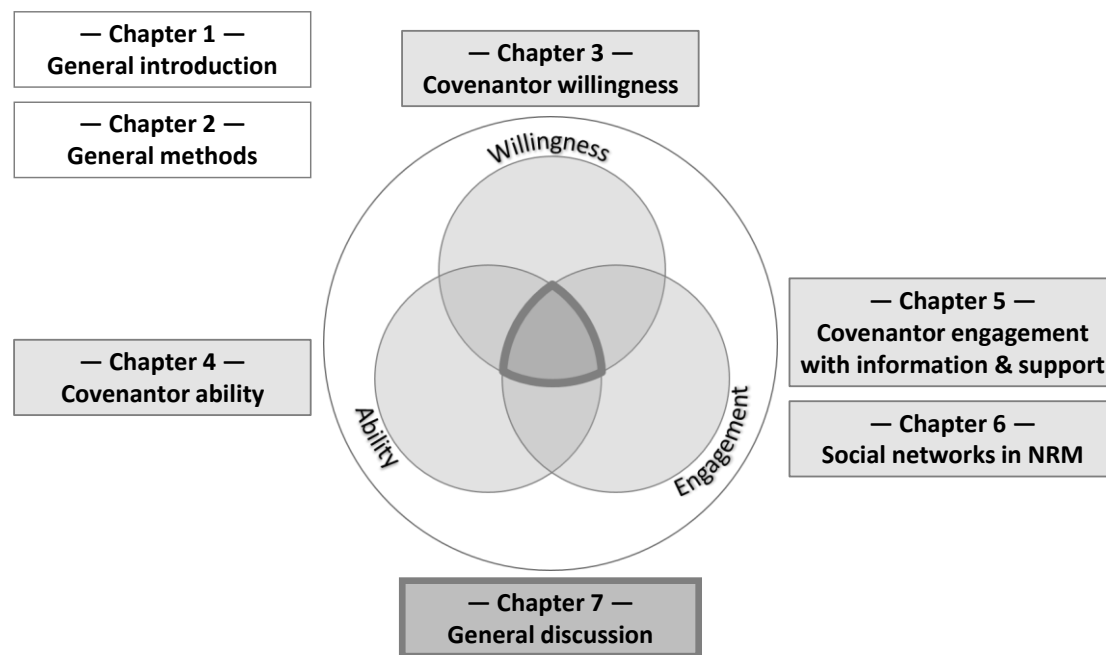 — Chapter 1 —
General introduction
— Chapter 2 —
General methods
— Chapter 3 —
Covenantor willingness
Willingness
Ability
Engagement
— Chapter 4 —
Covenantor ability
— Chapter 5 —
Covenantor engagement
with information & support
— Chapter 6 —
Social networks in NRM
— Chapter 7 —
General discussion